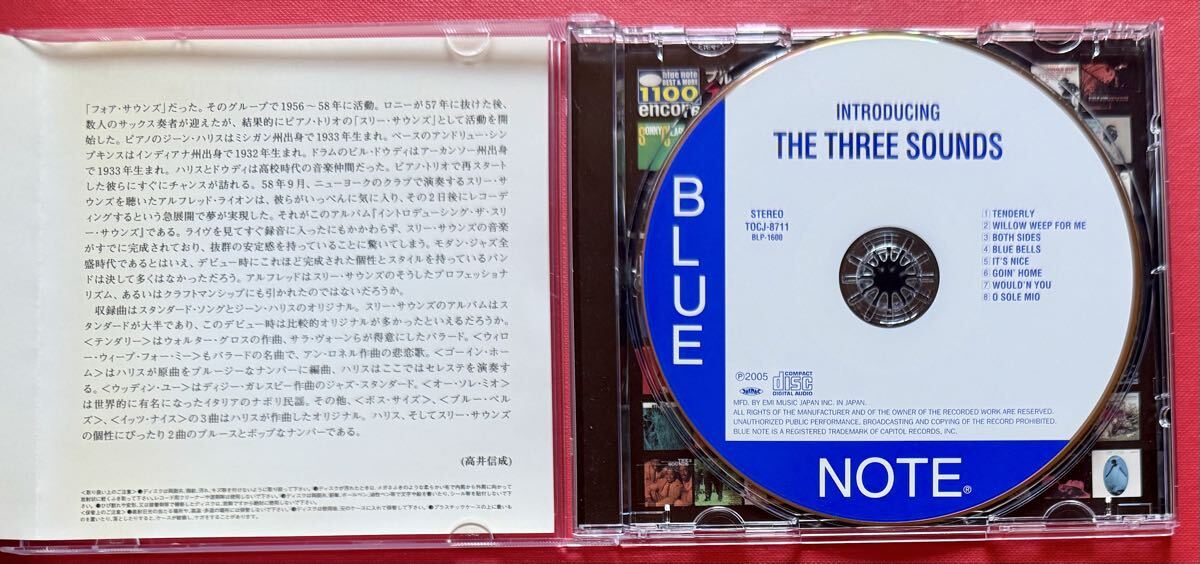 「フォア・サウンズ」だった。そのグループで1956～58年に活動。ロニーが57年に抜けた後、
数人のサックス奏者が迎えたが、結果的にピアノ・トリオの「スリー・サウンズ」として活動を開
始した。ピアノのジーン・ハリスはミシガン州出身で1933年生まれ。ベースのアンドリュー・シン
プキンスはインディアナ州出身で1932年生まれ。ドラムのビル・ドウディはアーカンソー州出身
で1933年生まれ。ハリスとドウディは高校時代の音楽仲間だった。ピアノ・トリオで再スタート
した彼らにすぐにチャンスが訪れる。58年9月、ニューヨークのクラブで演奏するスリー・サ
ウンズを聴いたアルフレッド・ライオンは、彼らがいっぺんに気に入り、その2日後にレコーデ
ィングするという急展開で夢が実現した。それがこのアルバム『イントロデューシング・ザ・スリ
ー・サウンズ』である。ライヴを見てすぐ録音に入ったにもかかわらず、スリー・サウンズの音楽
がすでに完成されており、抜群の安定感を持っていることに驚いてしまう。モダン・ジャズ全
盛時代であるとはいえ、デビュー時にこれほど完成された個性とスタイルを持っているバン
ドは決して多くはなかっただろう。アルフレッドはスリー・サウンズのそうしたプロフェッショナ
リズム、あるいはクラフトマンシップにも引かれたのではないだろうか。
収録曲はスタンダード・ソングとジーン・ハリスのオリジナル。スリー・サウンズのアルバムはス
タンダードが大半であり、このデビュー時は比較的オリジナルが多かったといえるだろうか。
<テンダリー>はウォルター・グロスの作曲、サラ・ヴォーンらが得意にしたバラード。<ウィロ
ー・ウィープ・フォー・ミー>もバラードの名曲で、アン・ロネル作曲の悲恋歌。<ゴーイン・ホー
ム>はハリスが原曲をブルージーなナンバーに編曲、ハリスはここではセレステを演奏す
る。<ウッディン・ユー>はディジー・ガレスピー作曲のジャズ・スタンダード。<オー・ソレ・ミオ>
は世界的に有名になったイタリアのナポリ民謡。その他、<ボス・サイズ>、<ブルー・ベル
ズ>、<イッツ・ナイス>の3曲はハリスが作曲したオリジナル。ハリス、そしてスリー・サウンズ
の個性にぴったり2曲のブルースとポップなナンバーである。
(高井信成)
blue note
BEST & MORE
1100
encore
INTRODUCING
THE THREE SOUNDS
STEREO
TOCJ-8711
BLP-1600
1 TENDERLY
2 WILLOW WEEP FOR ME
3 BOTH SIDES
4 BLUE BELLS
5 IT'S NICE
6 GOIN' HOME
7 WOULD'N YOU
8 O SOLE MIO
BLUE
Ⓟ2005
COMPACT
disc
DIGITAL AUDIO
MFD. BY EMI MUSIC JAPAN INC. IN JAPAN.
ALL RIGHTS OF THE MANUFACTURER AND OF THE OWNER OF THE RECORDED WORK ARE RESERVED.
UNAUTHORIZED PUBLIC PERFORMANCE, BROADCASTING AND COPYING OF THE RECORD PROHIBITED.
BLUE NOTE IS A REGISTERED TRADEMARK OF CAPITOL RECORDS, INC.
NOTE®